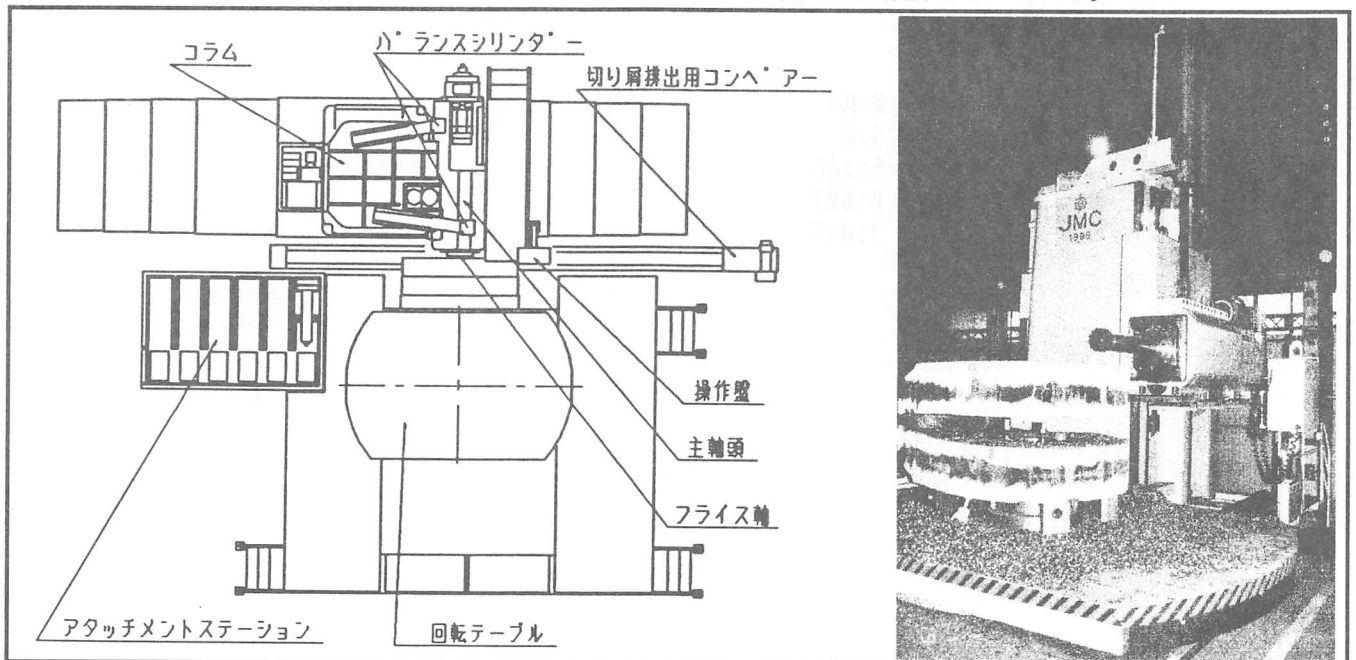 コラム
バランスシリンダー
切り屑排出用コンベアー
操作盤
主軸頭
フライス軸
アタッチメントステーション
回転テーブル
JMC
1996